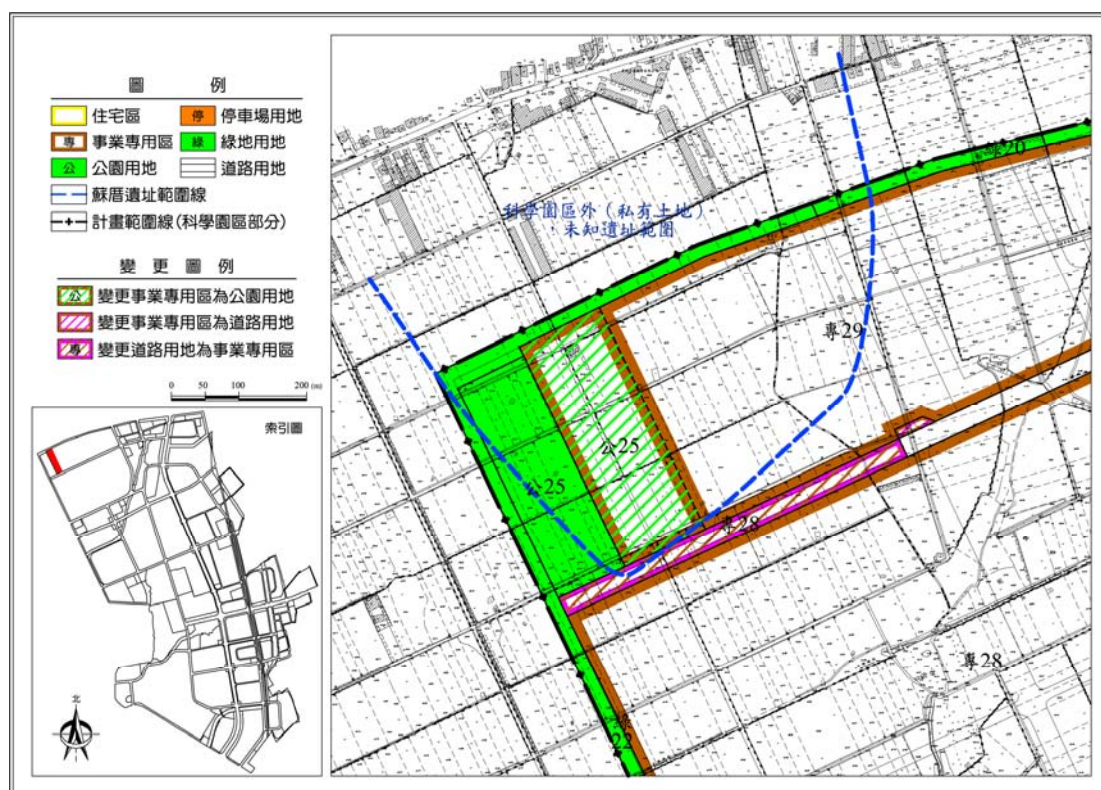 圖 例
住宅區
停 停車場用地
專 事業專用區
綠 綠地用地
公 公園用地
道路用地
蘇厝遺址範圍線
計畫範圍線(科學園區部分)
變 更 圖 例
公 變更事業專用區為公園用地
變更事業專用區為道路用地
專 變更道路用地為事業專用區
0 50 100 200 (m)
索引圖
北
科學園區外(私有土地)
,未知遺址範圍
綠20
專29
公25
公25
專28
專28
綠
22